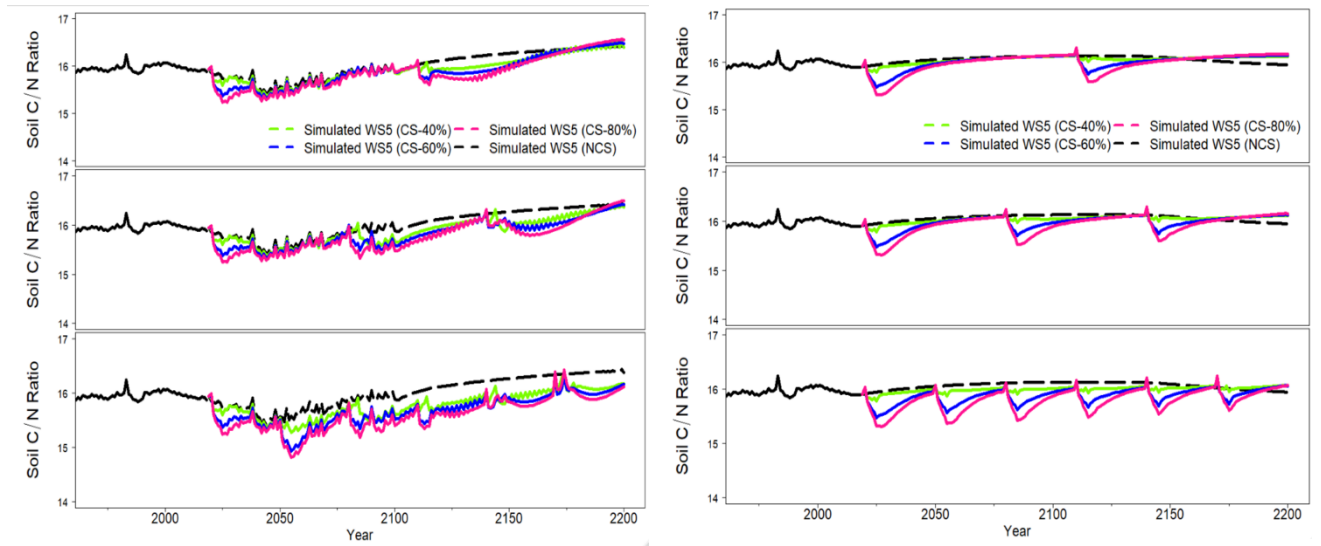 17
16
15
14
Soil C/N Ratio
Simulated WS5 (CS-40%) Simulated WS5 (CS-80%)
Simulated WS5 (CS-60%) Simulated WS5 (NCS)
17
16
15
14
Soil C/N Ratio
17
16
15
14
Soil C/N Ratio
2000 2050 2100 2150 2200
Year
17
16
15
14
Soil C/N Ratio
Simulated WS5 (CS-40%) Simulated WS5 (CS-80%)
Simulated WS5 (CS-60%) Simulated WS5 (NCS)
17
16
15
14
Soil C/N Ratio
17
16
15
14
Soil C/N Ratio
2000 2050 2100 2150 2200
Year